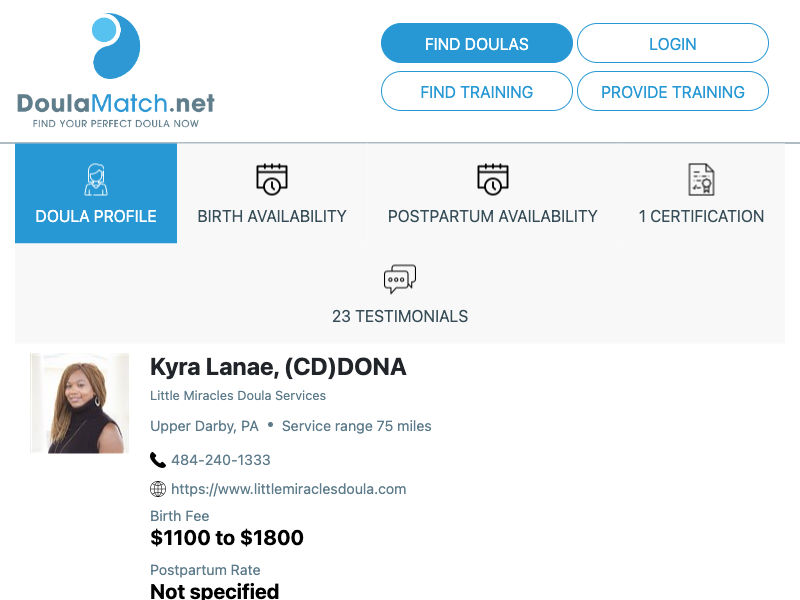 DoulaMatch.net
FIND YOUR PERFECT DOULA NOW
FIND DOULAS
LOGIN
FIND TRAINING
PROVIDE TRAINING
DOULA PROFILE
BIRTH AVAILABILITY
POSTPARTUM AVAILABILITY
1 CERTIFICATION
23 TESTIMONIALS
Kyra Lanae, (CD)DONA
Little Miracles Doula Services
Upper Darby, PA • Service range 75 miles
484-240-1333
https://www.littlemiraclesdoula.com
Birth Fee
$1100 to $1800
Postpartum Rate
Not specified